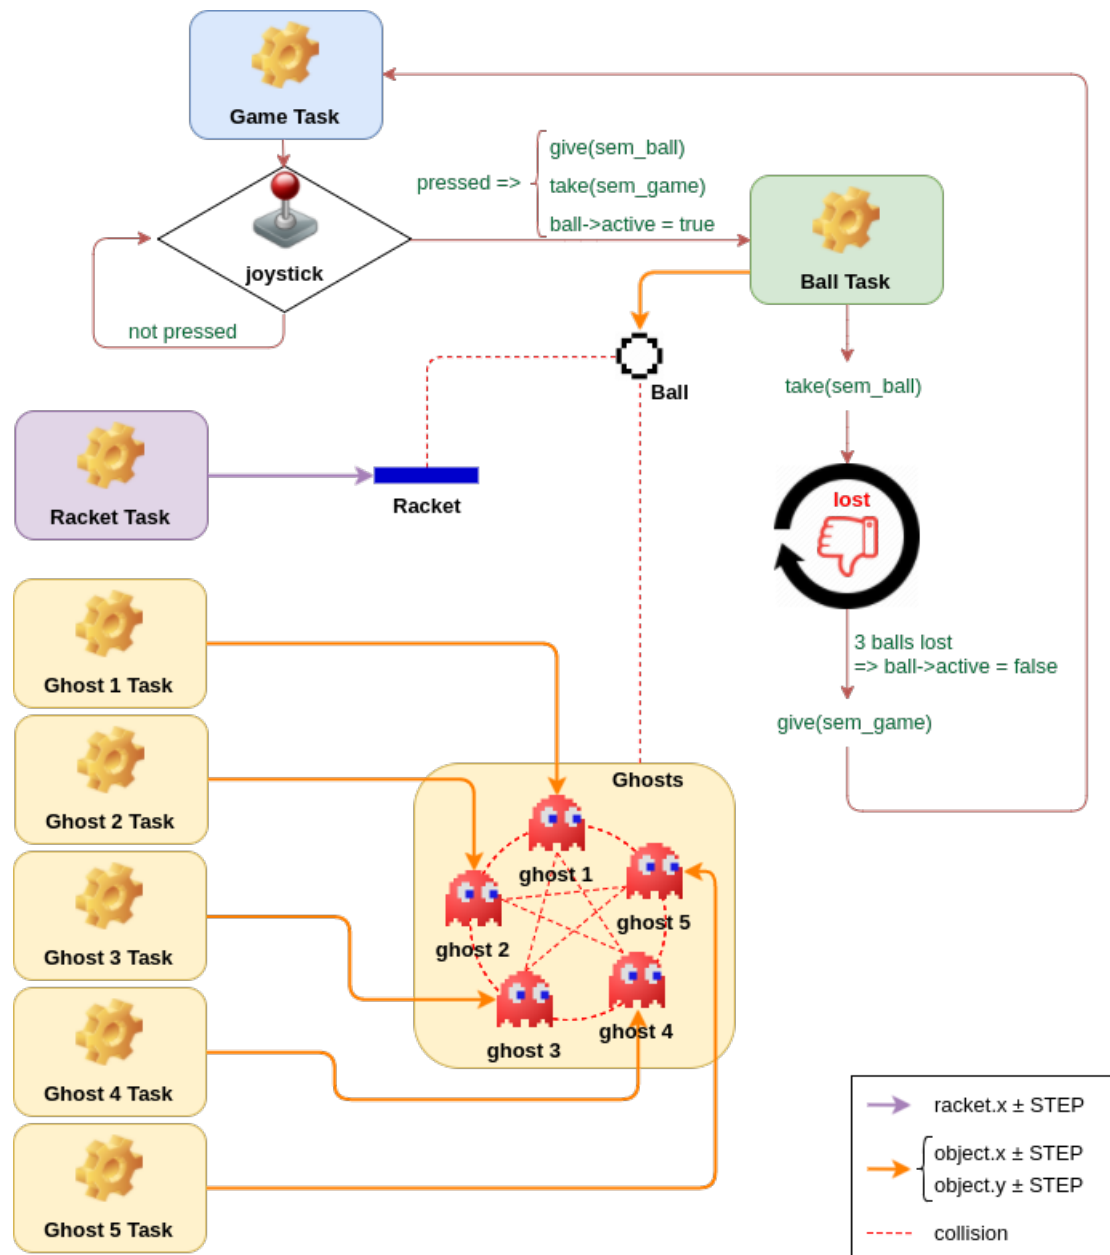 Game Task
give(sem_ball)
pressed =>
take(sem_game)
ball->active = true
joystick
Ball Task
not pressed
Ball
take(sem_ball)
Racket Task
Racket
lost
Ghost 1 Task
3 balls lost
=> ball->active = false
give(sem_game)
Ghost 2 Task
Ghosts
ghost 1
ghost 5
ghost 2
Ghost 3 Task
ghost 4
ghost 3
Ghost 4 Task
racket.x ± STEP
object.x ± STEP
object.y ± STEP
Ghost 5 Task
collision